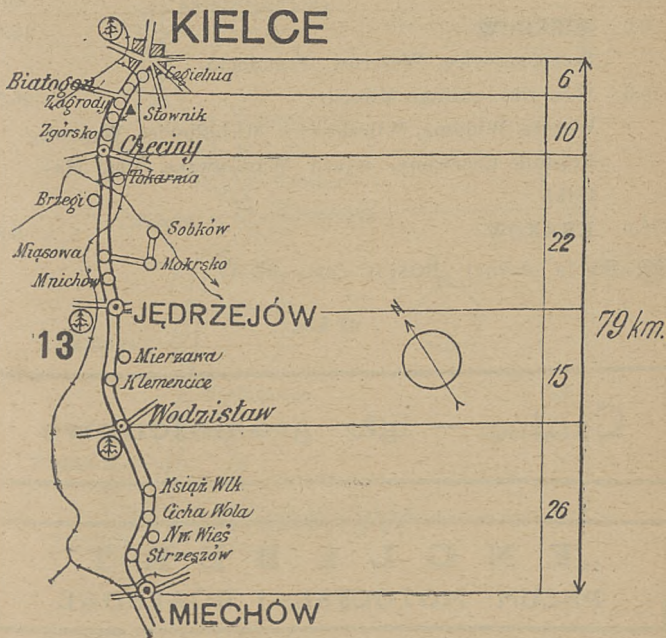 KIELCE
Cegielnia
6
Białogon
Zagrody
Słownik
10
Zgórsko
Chęciny
Tokarnia
Brzegi
Sobków
22
Miąsowa
Mokrsko
Mnichów
N
JĘDRZEJÓW
79 km.
13
Mierzawa
15
Klemencice
Wodzisław
Książ Wlk
Cicha Wola
26
Nw. Wieś
Strzeszów
MIECHÓW